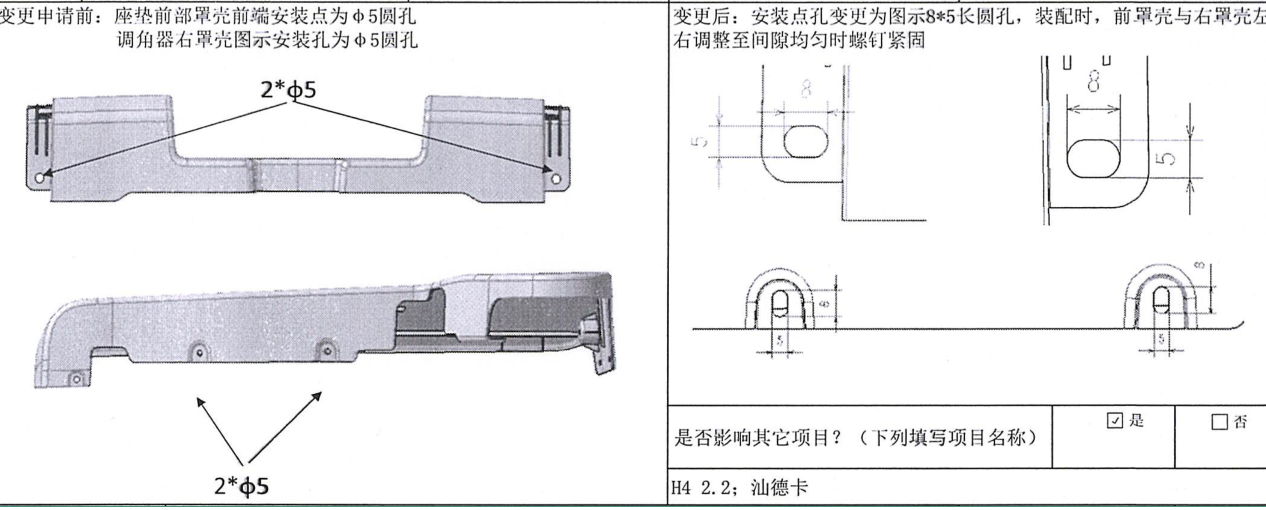 变更申请前：座垫前部罩壳前端安装点为φ5圆孔
调角器右罩壳图示安装孔为φ5圆孔
2*φ5
2*φ5
变更后：安装点孔变更为图示8*5长圆孔，装配时，前罩壳与右罩壳左
右调整至间隙均匀时螺钉紧固
8
5
8
5
8
5
8
5
是否影响其它项目？（下列填写项目名称）
☑是
☐否
H4 2.2；汕德卡